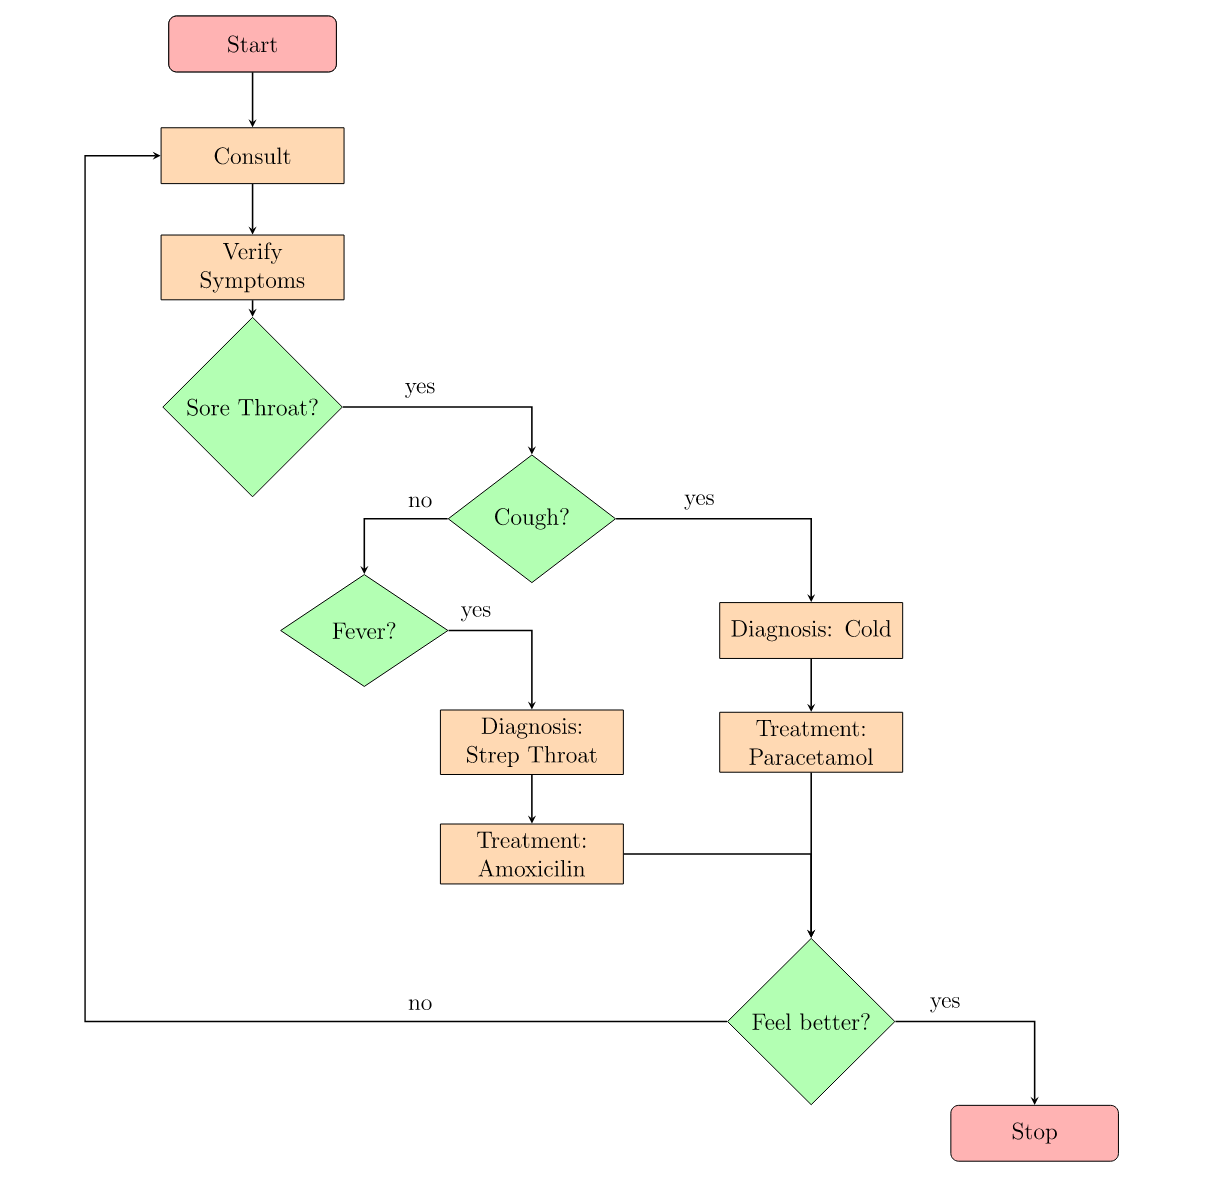 Start
Consult
Verify
Symptoms
Sore Throat?
yes
no
Cough?
yes
Fever?
yes
Diagnosis: Cold
Diagnosis:
Strep Throat
Treatment:
Paracetamol
Treatment:
Amoxicilin
no
Feel better?
yes
Stop